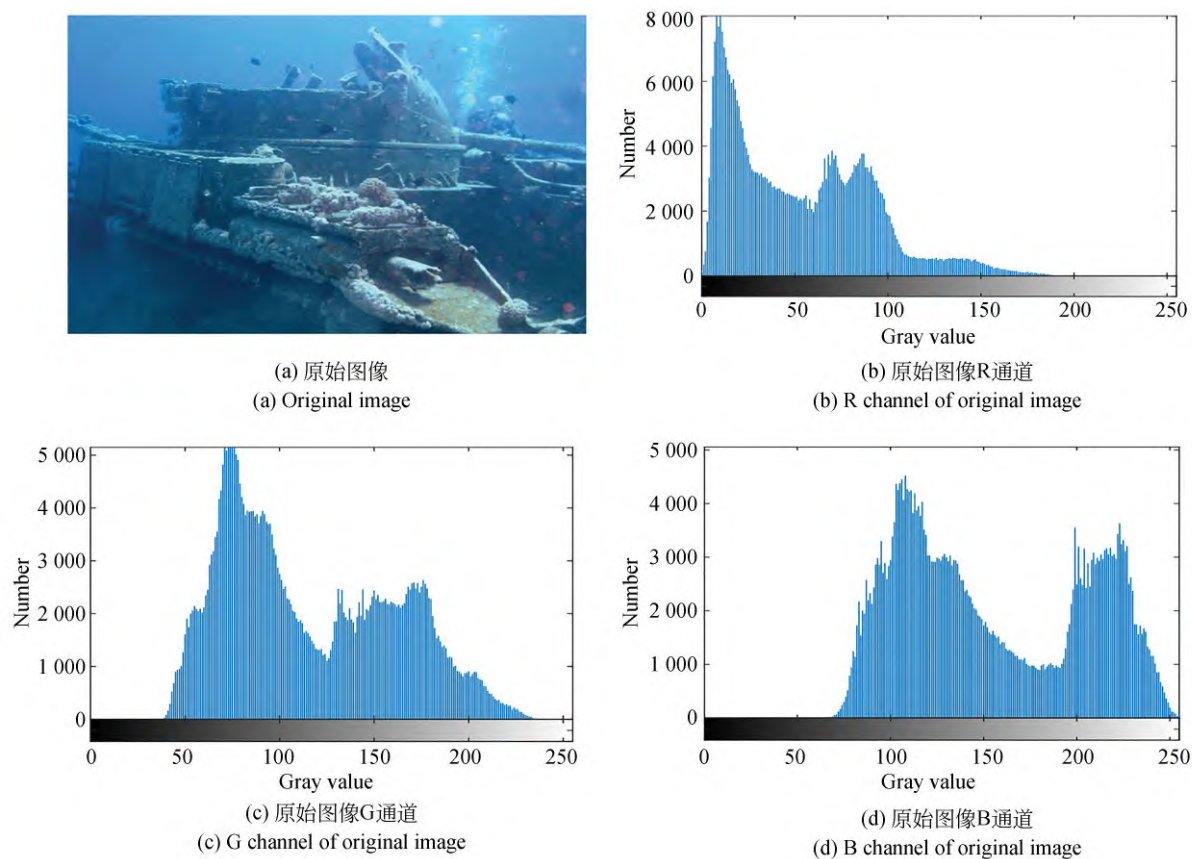 (a) 原始图像
(a) Original image
8 000
6 000
4 000
2 000
0
Number
0 50 100 150 200 250
Gray value
(b) 原始图像R通道
(b) R channel of original image
5 000
4 000
3 000
2 000
1 000
0
Number
0 50 100 150 200 250
Gray value
(c) 原始图像G通道
(c) G channel of original image
5 000
4 000
3 000
2 000
1 000
0
Number
0 50 100 150 200 250
Gray value
(d) 原始图像B通道
(d) B channel of original image